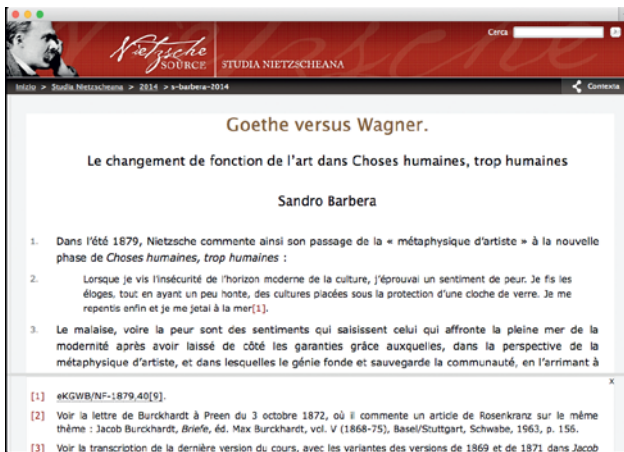 Cerca
Nietzsche
SOURCE
STUDIA NIETZSCHEANA
Inizio > Studia Nietzscheana > 2014 > s-barbera-2014
Contexta
Goethe versus Wagner.
Le changement de fonction de l'art dans Choses humaines, trop humaines
Sandro Barbera
1. Dans l'été 1879, Nietzsche commente ainsi son passage de la « métaphysique d'artiste » à la nouvelle
phase de Choses humaines, trop humaines :
2. Lorsque je vis l'insécurité de l'horizon moderne de la culture, j'éprouvai un sentiment de peur. Je fis les
éloges, tout en ayant un peu honte, des cultures placées sous la protection d'une cloche de verre. Je me
repentis enfin et je me jetai à la mer[1].
3. Le malaise, voire la peur sont des sentiments qui saisissent celui qui affronte la pleine mer de la
modernité après avoir laissé de côté les garanties grâce auxquelles, dans la perspective de la
métaphysique d'artiste, et dans lesquelles le génie fonde et sauvegarde la communauté, en l'arrimant à
x
[1] eKGWB/NF-1879,40[9].
[2] Voir la lettre de Burckhardt à Preen du 3 octobre 1872, où il commente un article de Rosenkranz sur le même
thème : Jacob Burckhardt, Briefe, éd. Max Burckhardt, vol. V (1868-75), Basel/Stuttgart, Schwabe, 1963, p. 156.
[3] Voir la transcription de la dernière version du cours, avec les variantes des versions de 1869 et de 1871 dans Jacob